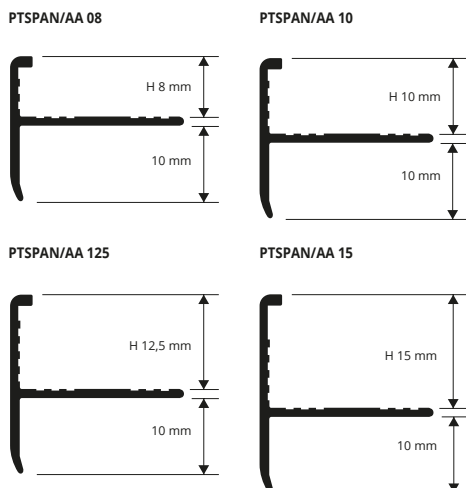 PTSPAN/AA 08
PTSPAN/AA 10
H 8 mm
10 mm
H 10 mm
10 mm
PTSPAN/AA 125
PTSPAN/AA 15
H 12,5 mm
10 mm
H 15 mm
10 mm